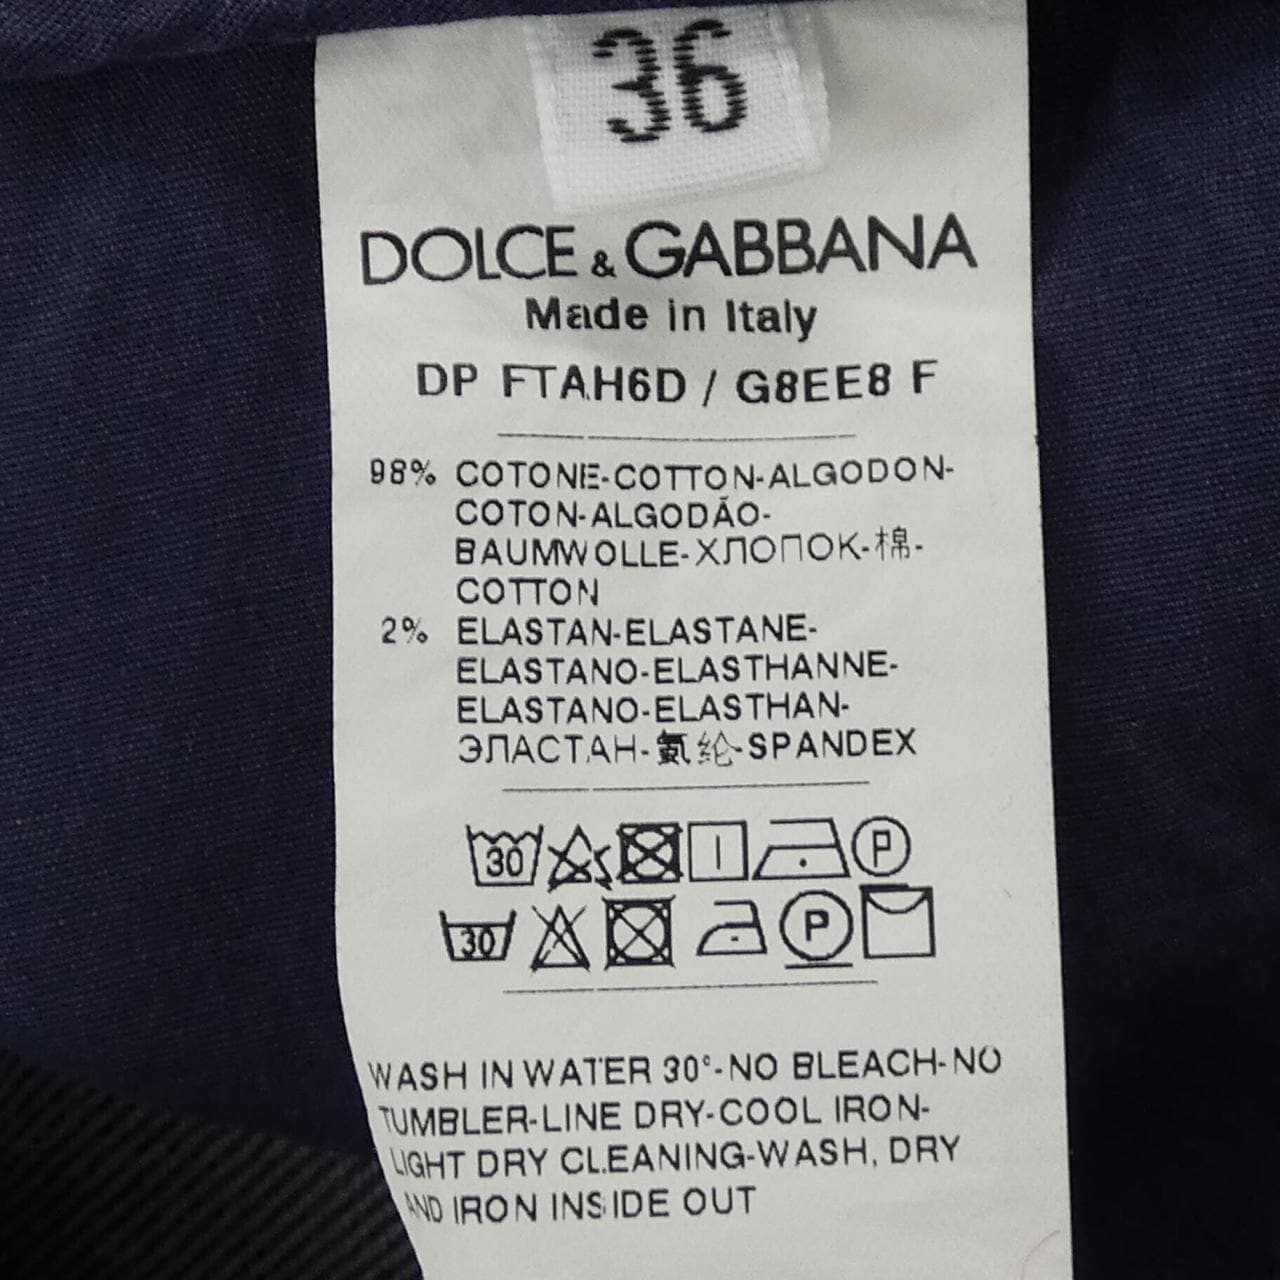 36
DOLCE & GABBANA
Made in Italy
DP FTAH6D / G8EE8 F
98% COTONE-COTTON-ALGODON-
COTON-ALGODÃO-
BAUMWOLLE-ХЛОПОК-棉-
COTTON
2% ELASTAN-ELASTANE-
ELASTANO-ELASTHANNE-
ELASTANO-ELASTHAN-
ЭЛАСТАН-氨纶-SPANDEX
30 P
30 P
WASH IN WATER 30°-NO BLEACH-NO
TUMBLER-LINE DRY-COOL IRON-
LIGHT DRY CLEANING-WASH, DRY
AND IRON INSIDE OUT